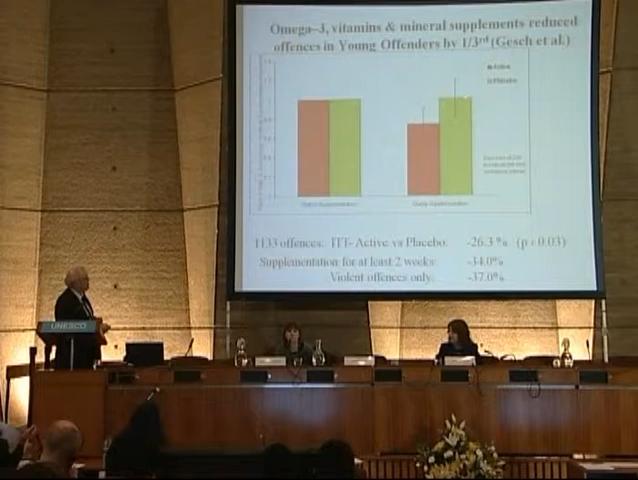 Omega–3, vitamins & mineral supplements reduced
offences in Young Offenders by 1/3rd (Gesch et al.)
Active
Placebo
1133 offences: ITT- Active vs Placebo: -26.3 % (p < 0.03)
Supplementation for at least 2 weeks: -34.0%
Violent offences only: -37.0%
UNESCO